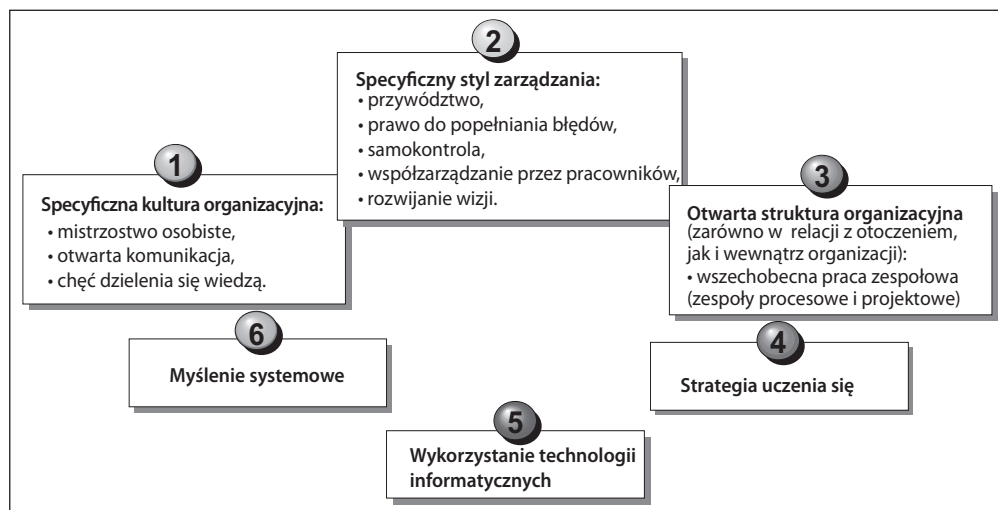 1
Specyficzna kultura organizacyjna:
• mistrzostwo osobiste,
• otwarta komunikacja,
• chęć dzielenia się wiedzą.
2
Specyficzny styl zarządzania:
• przywództwo,
• prawo do popełniania błędów,
• samokontrola,
• współzarządzanie przez pracowników,
• rozwijanie wizji.
3
Otwarta struktura organizacyjna
(zarówno w relacji z otoczeniem,
jak i wewnątrz organizacji):
• wszechobecna praca zespołowa
(zespoły procesowe i projektowe)
4
Strategia uczenia się
5
Wykorzystanie technologii
informatycznych
6
Myślenie systemowe